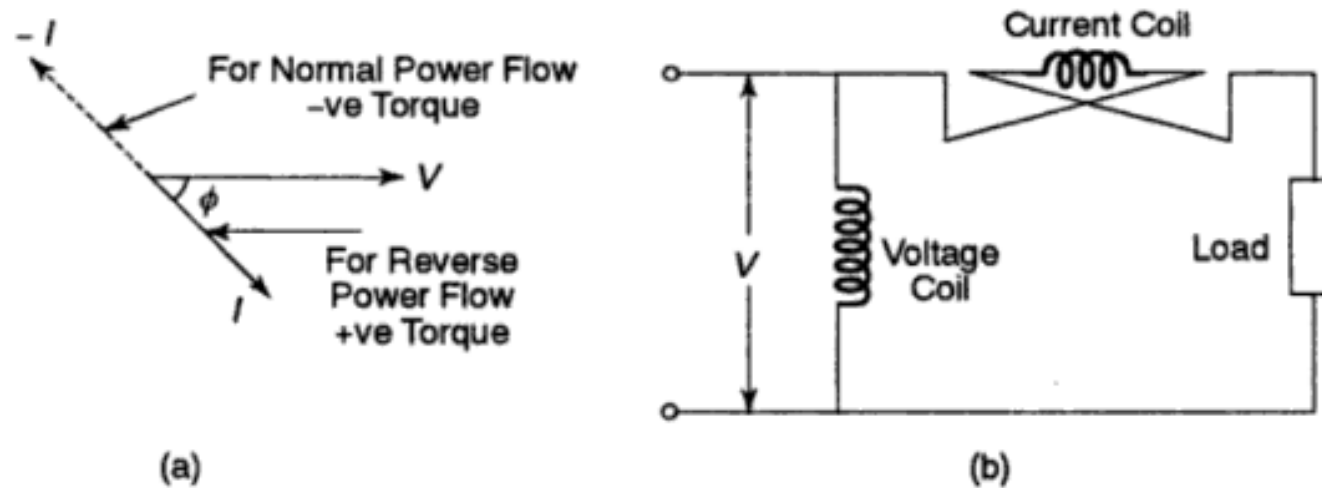 – I
For Normal Power Flow
–ve Torque
V
ϕ
For Reverse
Power Flow
+ve Torque
I
(a)
Current Coil
V
Voltage
Coil
Load
(b)